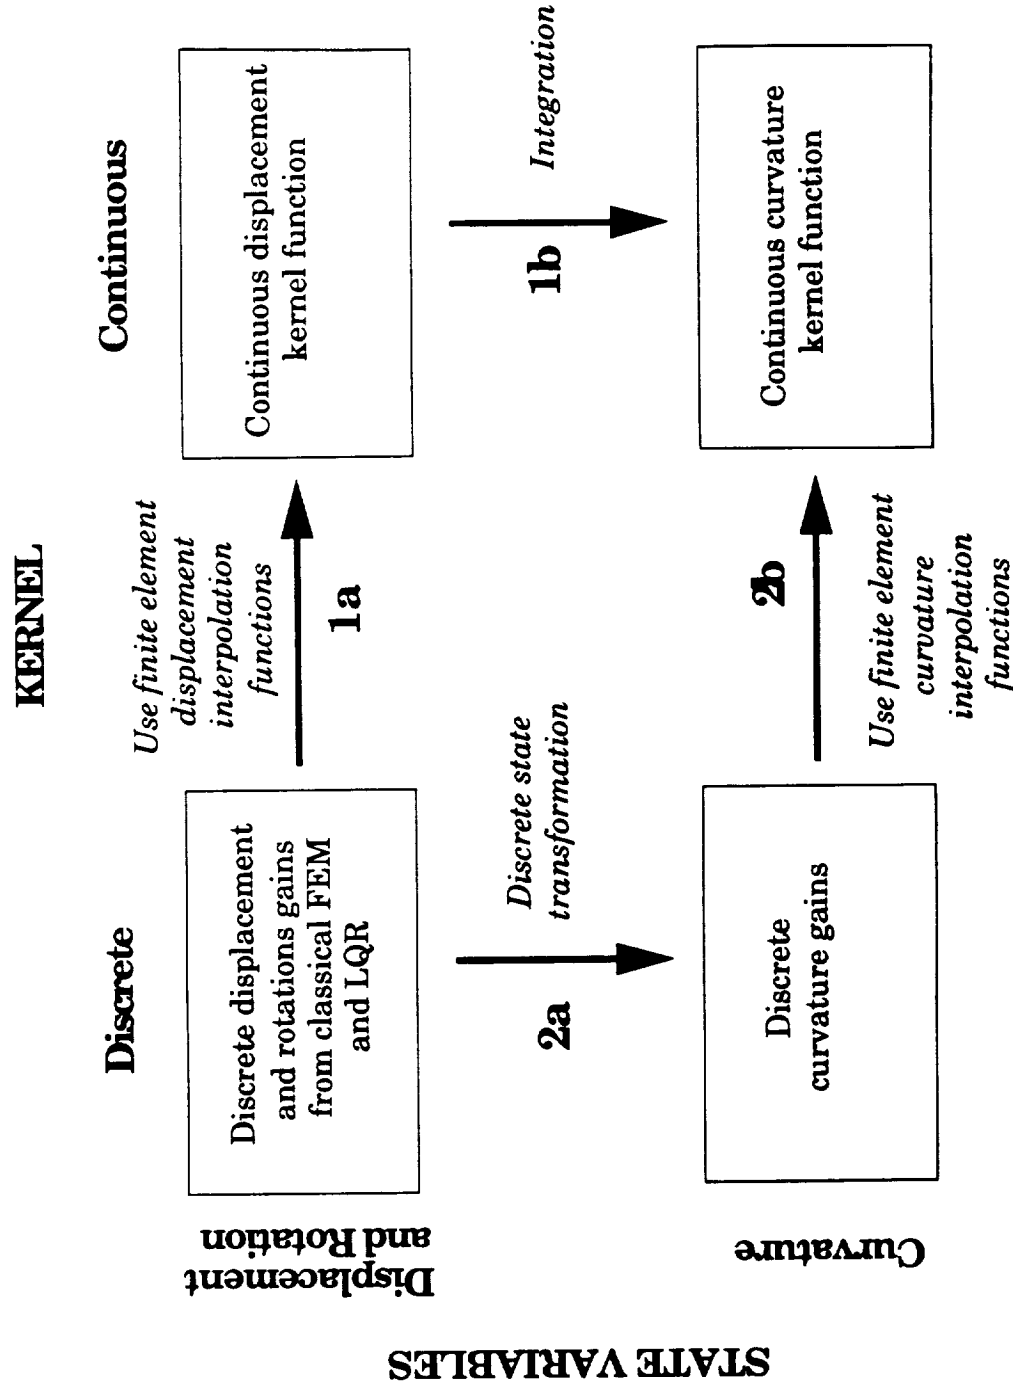 KERNEL
Discrete
Continuous
STATE VARIABLES
Displacement
and Rotation
Discrete displacement
and rotations gains
from classical FEM
and LQR
Use finite element
displacement
interpolation
functions
1a
Continuous displacement
kernel function
Discrete state
transformation
2a
Integration
1b
Curvature
Discrete
curvature gains
2b
Use finite element
curvature
interpolation
functions
Continuous curvature
kernel function